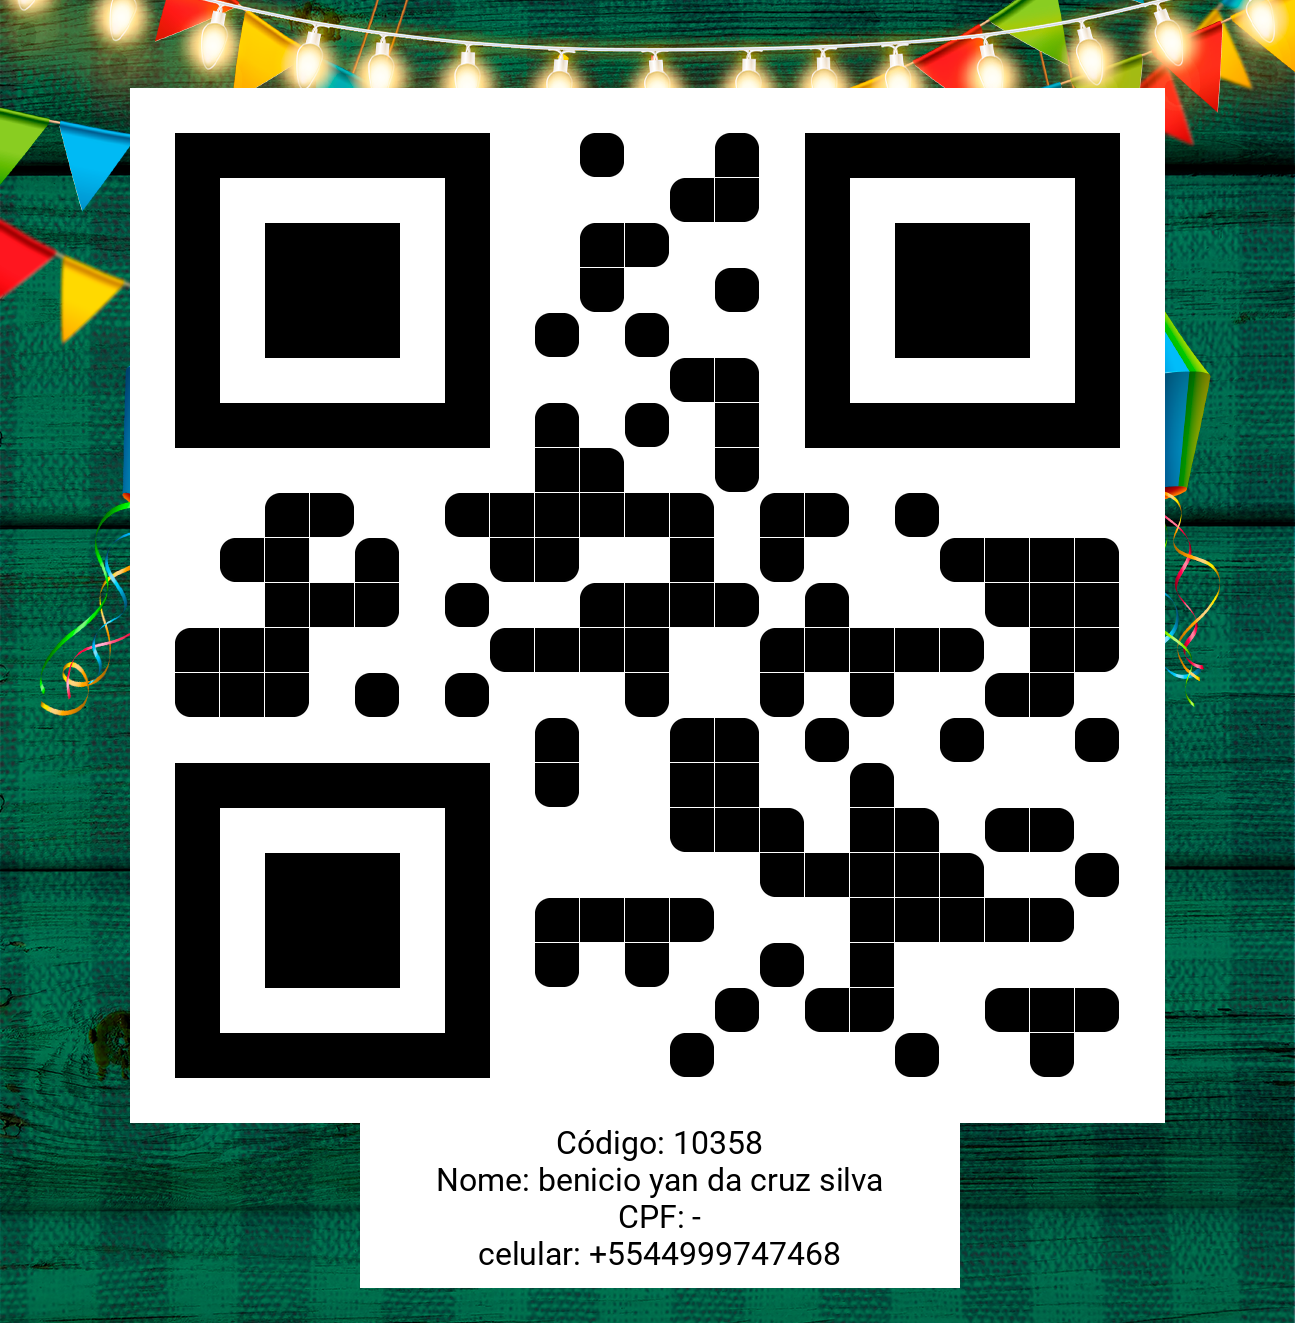 Código: 10358
Nome: benicio yan da cruz silva
CPF: -
celular: +5544999747468